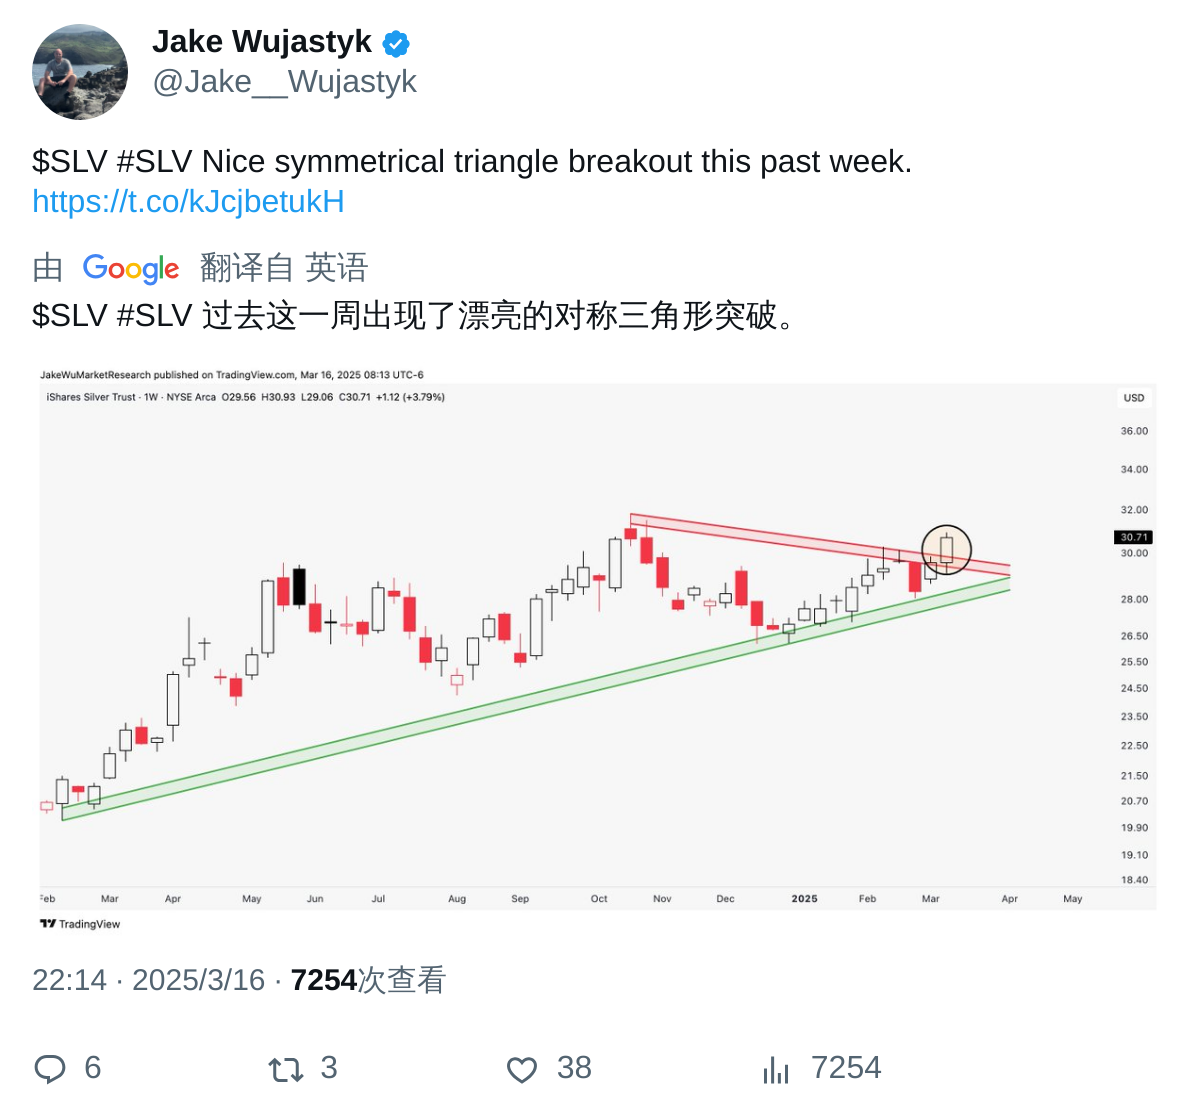 Jake Wujastyk
@Jake__Wujastyk
$SLV #SLV Nice symmetrical triangle breakout this past week.
https://t.co/kJcjbetukH
由 Google 翻译自 英语
$SLV #SLV 过去这一周出现了漂亮的对称三角形突破。
JakeWuMarketResearch published on TradingView.com, Mar 16, 2025 08:13 UTC-6
iShares Silver Trust · 1W · NYSE Arca O29.56 H30.93 L29.06 C30.71 +1.12 (+3.79%)
USD
36.00
34.00
32.00
30.71
30.00
28.00
26.50
25.50
24.50
23.50
22.50
21.50
20.70
19.90
19.10
18.40
Feb Mar Apr May Jun Jul Aug Sep Oct Nov Dec 2025 Feb Mar Apr May
TradingView
22:14 · 2025/3/16 · 7254次查看
6 3 38 7254